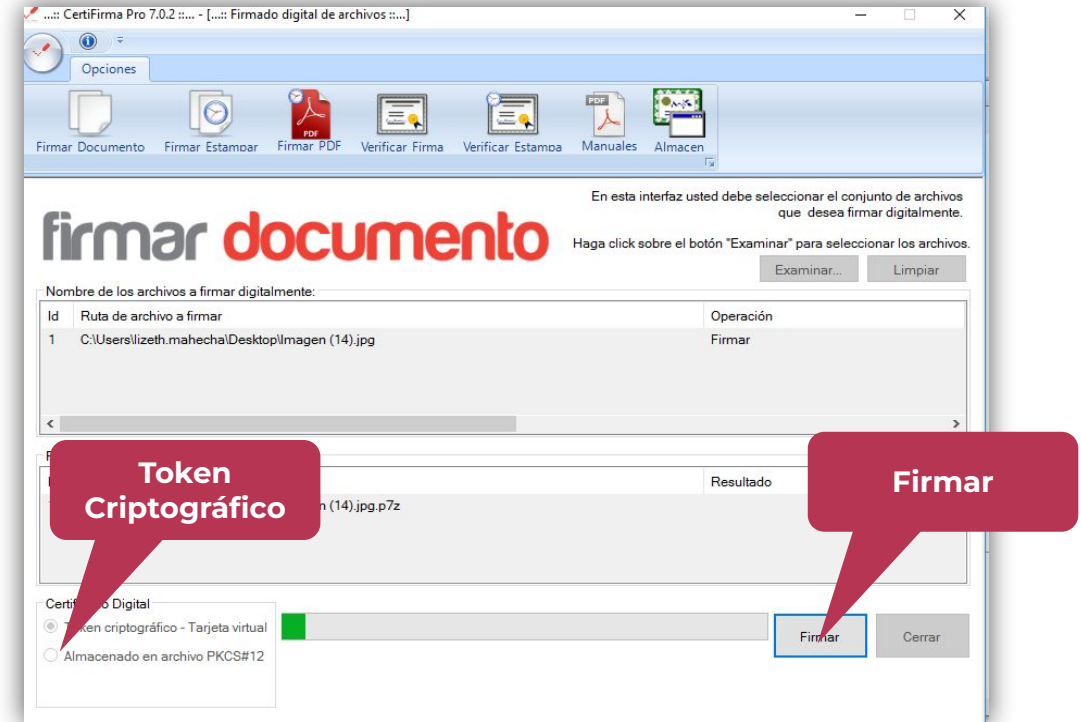 ...:: CertiFirma Pro 7.0.2 ::... - [...:: Firmado digital de archivos ::...]
Opciones
Firmar Documento Firmar Estampar Firmar PDF Verificar Firma Verificar Estampa Manuales Almacen
PDF
PDF
En esta interfaz usted debe seleccionar el conjunto de archivos
que desea firmar digitalmente.
firmar documento
Haga click sobre el botón "Examinar" para seleccionar los archivos.
Examinar... Limpiar
Nombre de los archivos a firmar digitalmente:
Id Ruta de archivo a firmar Operación
1 C:\Users\lizeth.mahecha\Desktop\Imagen (14).jpg Firmar
Token
Criptográfico
Firmar
Resultado
(14).jpg.p7z
Digital
criptográfico - Tarjeta virtual
Almacenado en archivo PKCS#12
Firmar Cerrar